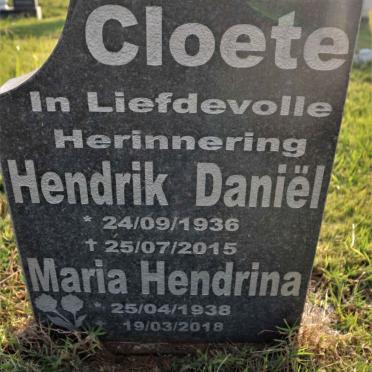 Cloete
In Liefdevolle
Herinnering
Hendrik Daniël
* 24/09/1936
† 25/07/2015
Maria Hendrina
* 25/04/1938
19/03/2018